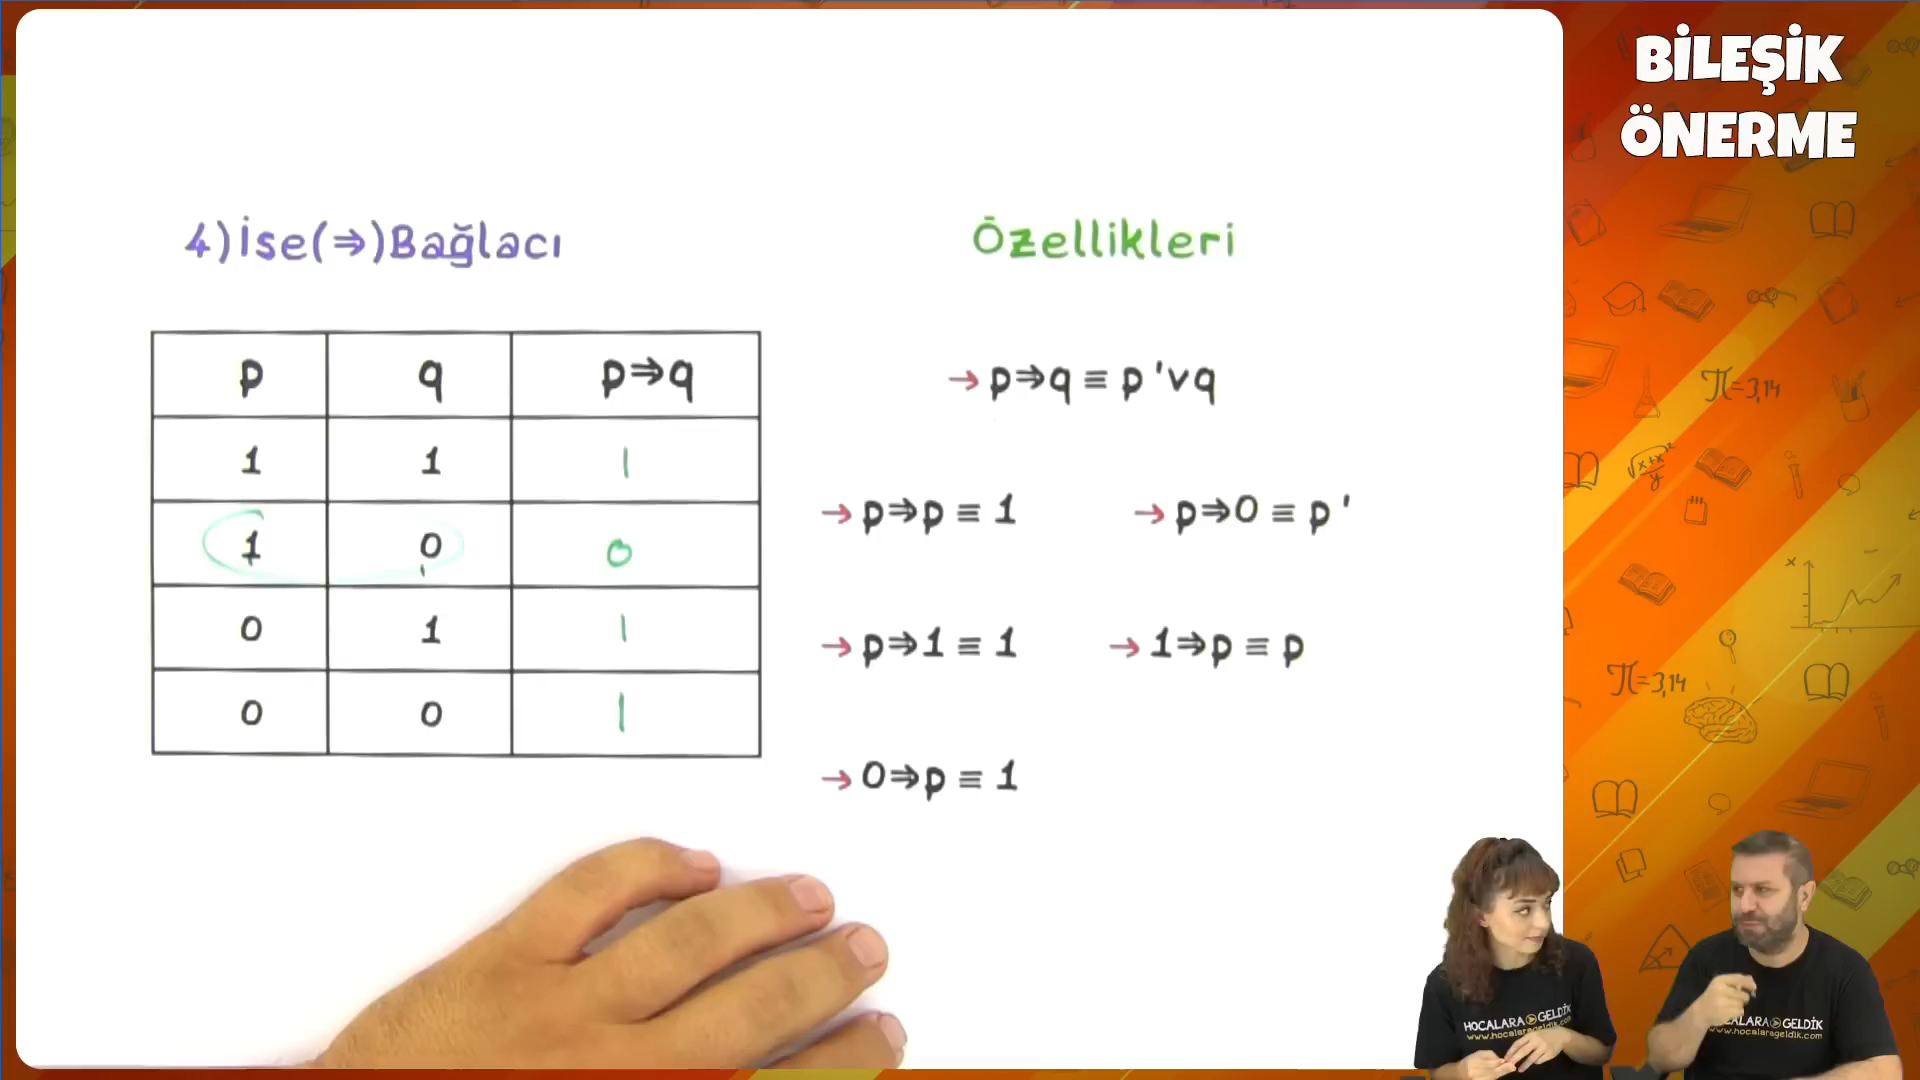 BİLEŞİK
ÖNERME
4)İse(⇒)Bağlacı
p q p⇒q
1 1 1
1 0 0
0 1 1
0 0 1
Özellikleri
→ p⇒q ≡ p'∨q
→ p⇒p ≡ 1 → p⇒0 ≡ p'
→ p⇒1 ≡ 1 → 1⇒p ≡ p
→ 0⇒p ≡ 1
π=3,14
√x+x² / y
x
π=3,14
HOCALARA GELDİK
www.hocalarageldik.com
HOCALARA GELDİK
www.hocalarageldik.com